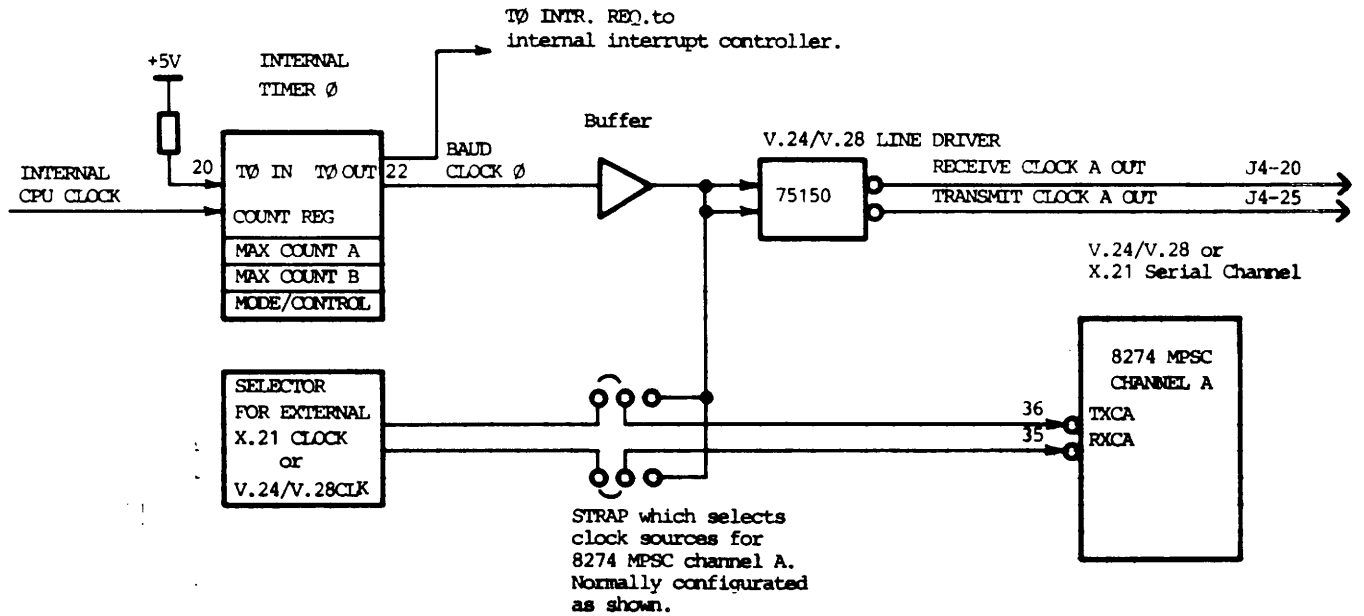 TØ INTR. REQ.to
internal interrupt controller.
+5V
INTERNAL
TIMER Ø
Buffer
V.24/V.28 LINE DRIVER
INTERNAL
CPU CLOCK
20
TØ IN TØ OUT
22
BAUD
CLOCK Ø
COUNT REG
MAX COUNT A
MAX COUNT B
MODE/CONTROL
75150
RECEIVE CLOCK A OUT J4-20
TRANSMIT CLOCK A OUT J4-25
V.24/V.28 or
X.21 Serial Channel
8274 MPSC
CHANNEL A
36
TXCA
35
RXCA
SELECTOR
FOR EXTERNAL
X.21 CLOCK
or
V.24/V.28CLK
STRAP which selects
clock sources for
8274 MPSC channel A.
Normally configurated
as shown.